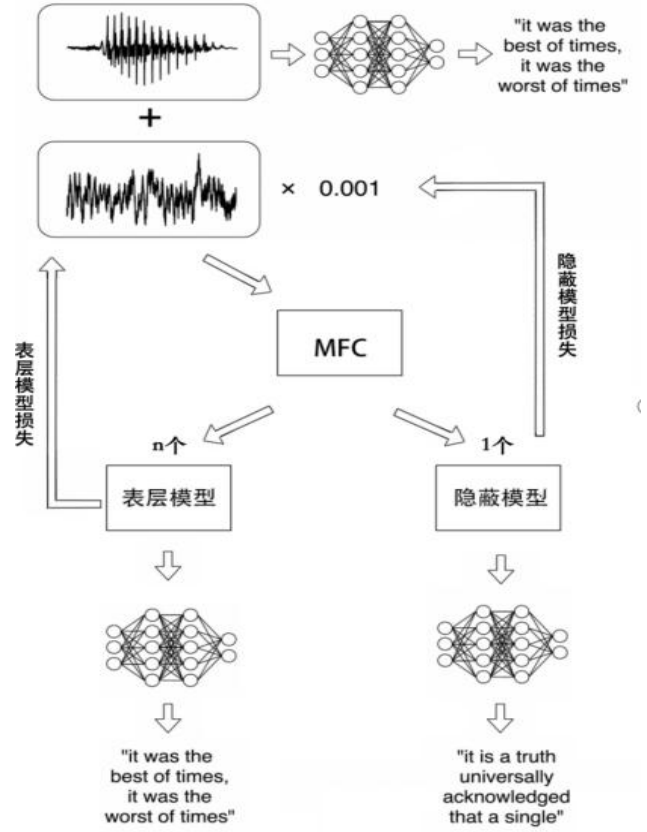 "it was the
best of times,
it was the
worst of times"
+
× 0.001
隐蔽模型损失
MFC
表层模型损失
n个
1个
表层模型
隐蔽模型
"it was the
best of times,
it was the
worst of times"
"it is a truth
universally
acknowledged
that a single"